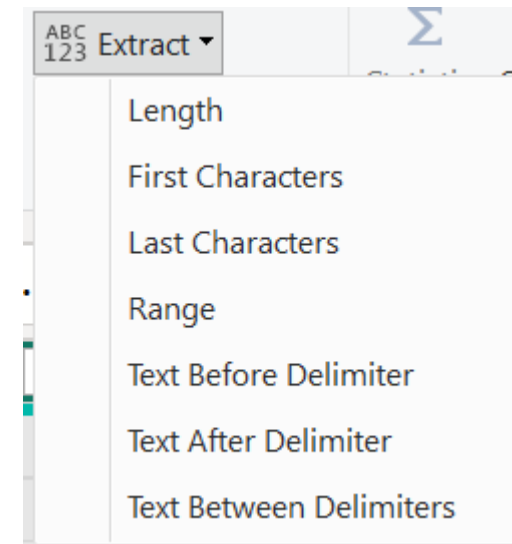 ABC
123 Extract
Σ
Length
First Characters
Last Characters
Range
Text Before Delimiter
Text After Delimiter
Text Between Delimiters